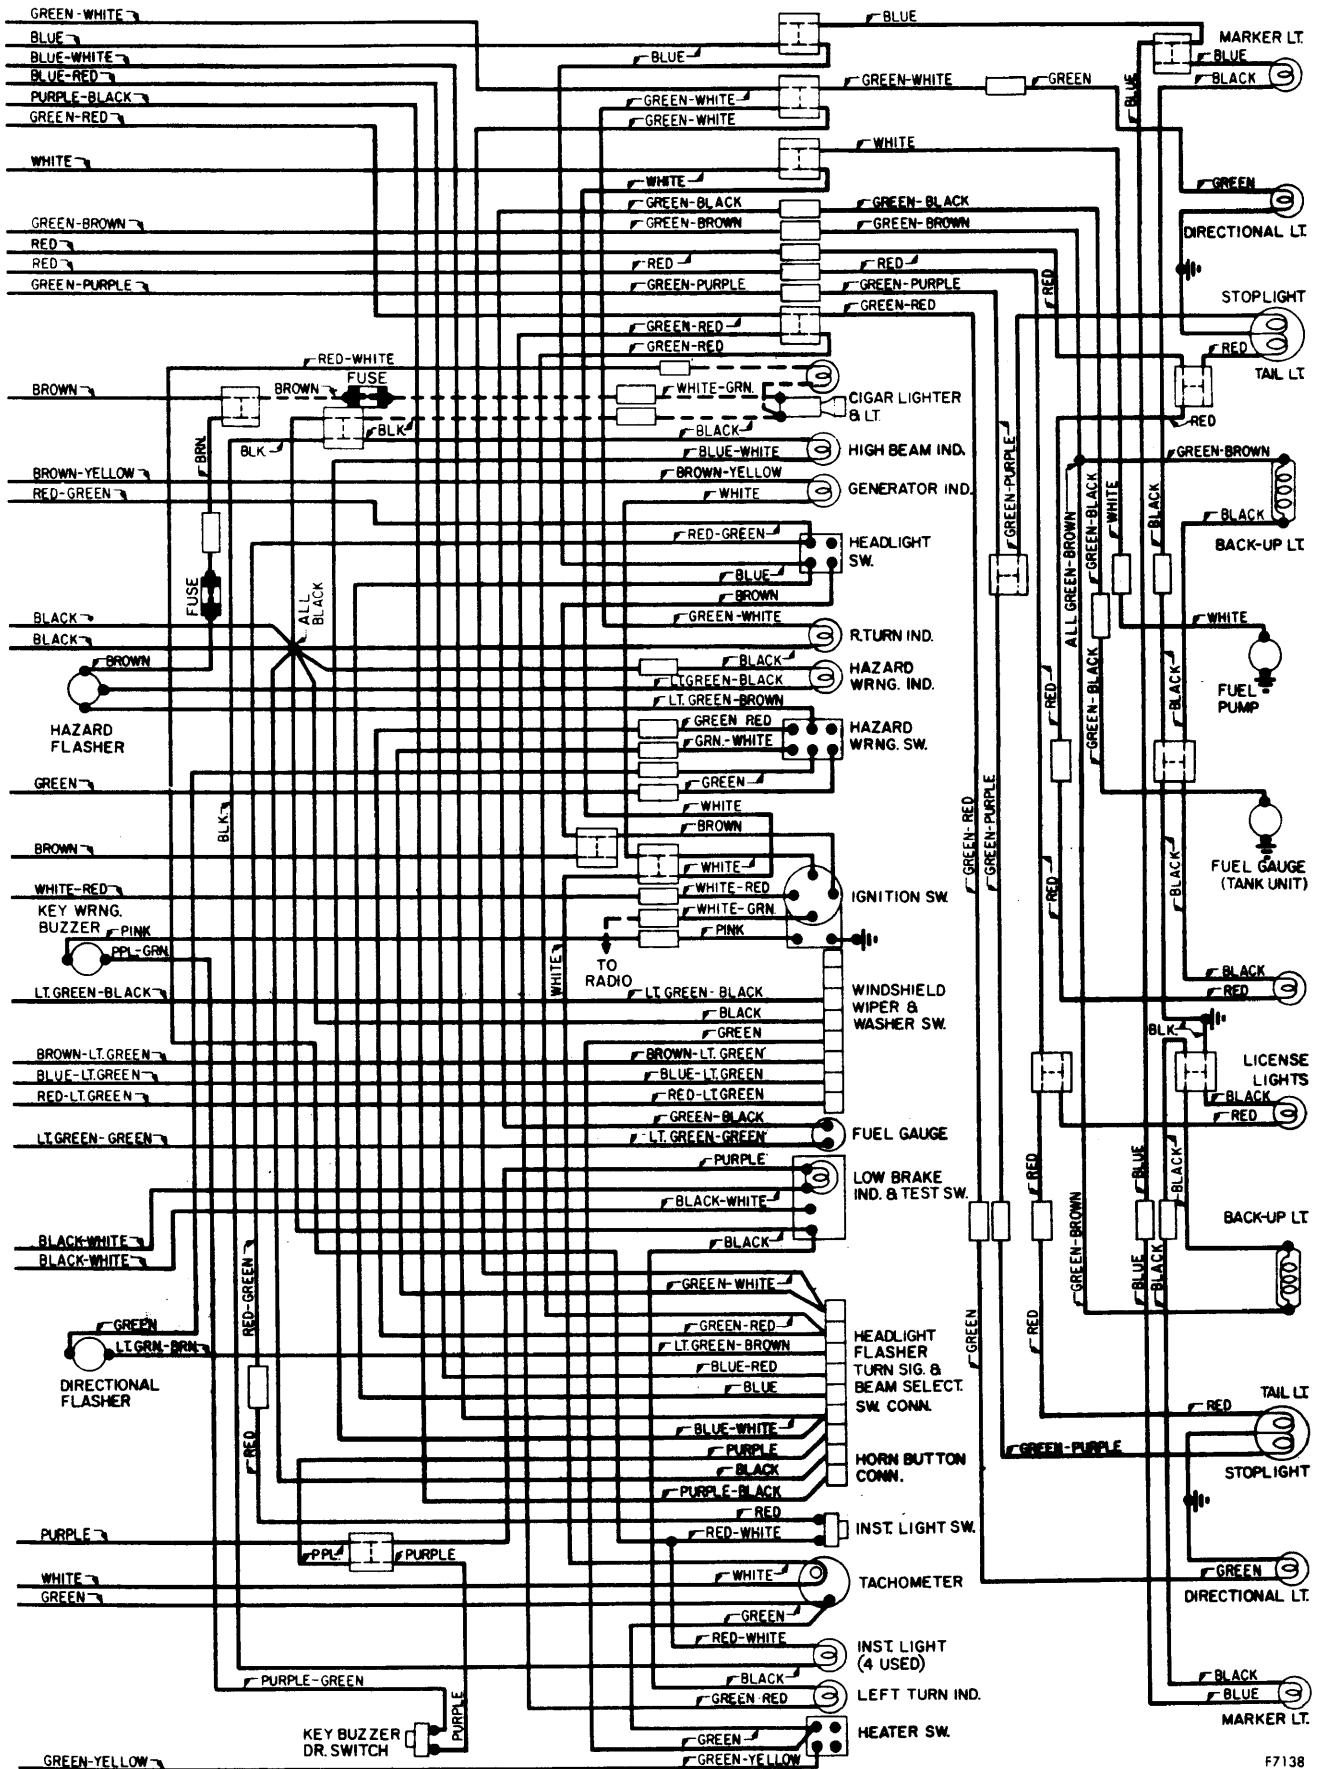 GREEN-WHITE
BLUE
BLUE-WHITE
BLUE-RED
PURPLE-BLACK
GREEN-RED
WHITE
GREEN-BROWN
RED
RED
GREEN-PURPLE
BLUE
BLUE
GREEN-WHITE
GREEN
GREEN-WHITE
GREEN-WHITE
WHITE
WHITE
GREEN-BLACK
GREEN-BLACK
GREEN-BROWN
GREEN-BROWN
RED
RED
GREEN-PURPLE
GREEN-PURPLE
GREEN-RED
GREEN-RED
GREEN-RED
BLUE
MARKER LT.
BLUE
BLACK
GREEN
DIRECTIONAL LT.
RED
STOPLIGHT
RED
TAIL LT.
RED
RED-WHITE
FUSE
BROWN
BROWN
WHITE-GRN.
CIGAR LIGHTER
& LT.
BLK.
BLK
BRN.
BLACK
BLUE-WHITE
HIGH BEAM IND.
BROWN-YELLOW
BROWN-YELLOW
RED-GREEN
WHITE
GENERATOR IND.
GREEN-PURPLE
GREEN-BROWN
ALL GREEN-BROWN
GREEN-BLACK
WHITE
BLACK
BLACK
BACK-UP LT.
RED-GREEN
HEADLIGHT
SW.
BLUE
BROWN
FUSE
ALL
BLACK
BLACK
BLACK
GREEN-WHITE
R.TURN IND.
BROWN
BLACK
HAZARD
WRNG. IND.
LT.GREEN-BLACK
LT. GREEN-BROWN
HAZARD
FLASHER
GREEN RED
GRN.-WHITE
HAZARD
WRNG. SW.
GREEN
GREEN
WHITE
FUEL
PUMP
RED
GREEN-BLACK
BLACK
BLK
WHITE
BROWN
BROWN
WHITE
GREEN-RED
GREEN-PURPLE
RED
BLACK
FUEL GAUGE
(TANK UNIT)
WHITE-RED
WHITE-RED
IGNITION SW.
KEY WRNG.
BUZZER
PINK
PPL-GRN
WHITE-GRN.
PINK
WHITE
TO
RADIO
LT.GREEN-BLACK
LT.GREEN-BLACK
WINDSHIELD
WIPER &
WASHER SW.
BLACK
GREEN
BROWN-LT.GREEN
BROWN-LT.GREEN
BLUE-LT.GREEN
BLUE-LT.GREEN
RED-LT.GREEN
RED-LT.GREEN
BLACK
RED
BLK.
LICENSE
LIGHTS
BLACK
RED
GREEN-BLACK
LT.GREEN-GREEN
LT.GREEN-GREEN
FUEL GAUGE
PURPLE
LOW BRAKE
IND. & TEST SW.
BLACK-WHITE
BLACK
BLACK-WHITE
BLACK-WHITE
RED
GREEN-BROWN
BLUE
BLACK
BLUE
BLACK
BACK-UP LT.
RED-GREEN
GREEN-WHITE
GREEN
LT.GRN-BRN
DIRECTIONAL
FLASHER
GREEN-RED
LT.GREEN-BROWN
BLUE-RED
BLUE
HEADLIGHT
FLASHER
TURN SIG. &
BEAM SELECT.
SW. CONN.
GREEN
RED
TAIL LT.
RED
GREEN-PURPLE
STOPLIGHT
RED
BLUE-WHITE
PURPLE
BLACK
PURPLE-BLACK
HORN BUTTON
CONN.
RED
INST. LIGHT SW.
RED-WHITE
PURPLE
PPL.
PURPLE
WHITE
GREEN
WHITE
TACHOMETER
GREEN
GREEN
DIRECTIONAL LT.
RED-WHITE
INST. LIGHT
(4 USED)
PURPLE-GREEN
PURPLE
BLACK
GREEN-RED
LEFT TURN IND.
BLACK
BLUE
MARKER LT.
KEY BUZZER
DR. SWITCH
GREEN
HEATER SW.
GREEN-YELLOW
GREEN-YELLOW
F7138